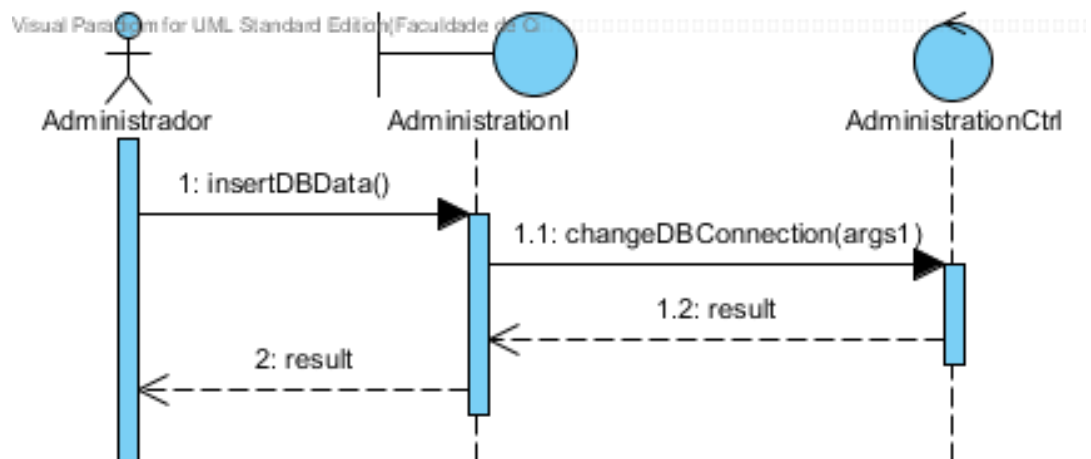 Visual Paradigm for UML Standard Edition(Faculdade de Ci
Administrador
AdministrationI
AdministrationCtrl
1: insertDBData()
1.1: changeDBConnection(args1)
1.2: result
2: result